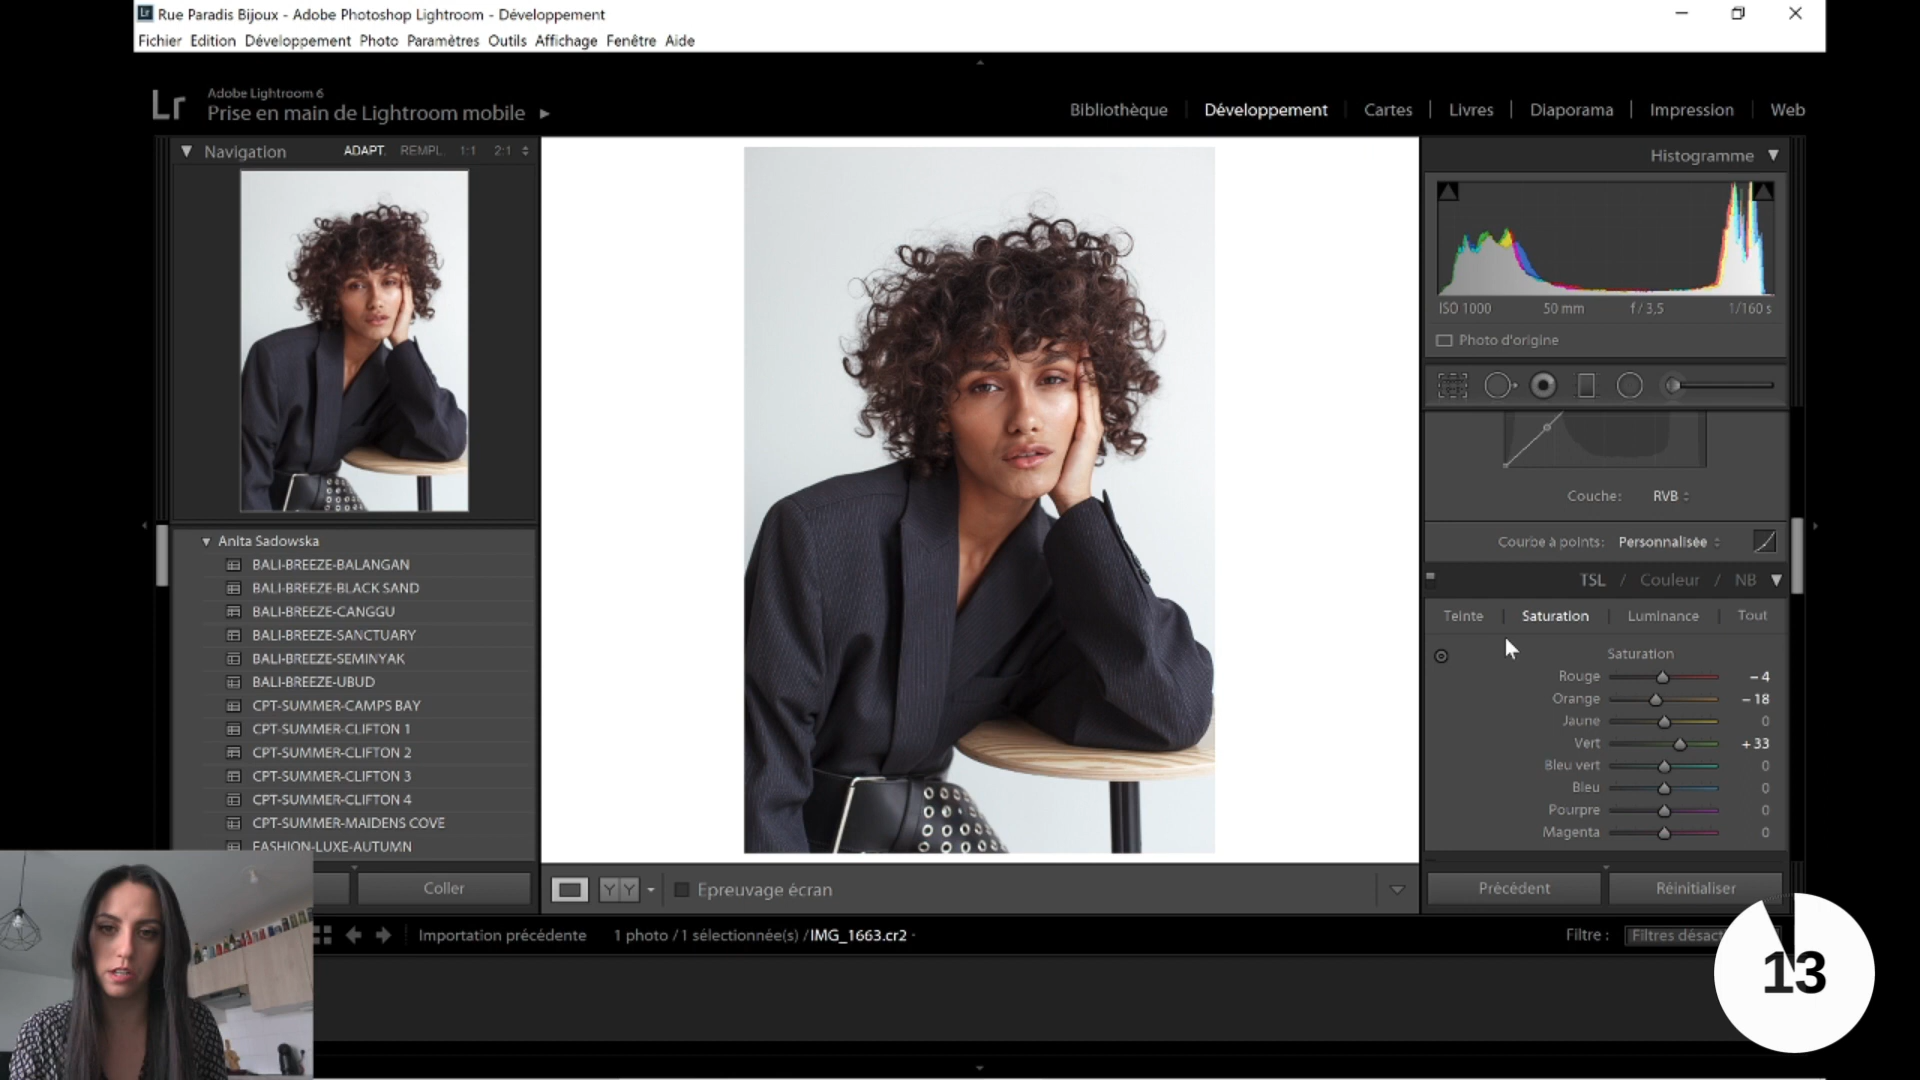 Lr Rue Paradis Bijoux - Adobe Photoshop Lightroom - Développement
Fichier Edition Développement Photo Paramètres Outils Affichage Fenêtre Aide
Lr
Adobe Lightroom 6
Prise en main de Lightroom mobile
Bibliothèque | Développement | Cartes | Livres | Diaporama | Impression | Web
Navigation ADAPT. REMPL. 1:1 2:1
Anita Sadowska
BALI-BREEZE-BALANGAN
BALI-BREEZE-BLACK SAND
BALI-BREEZE-CANGGU
BALI-BREEZE-SANCTUARY
BALI-BREEZE-SEMINYAK
BALI-BREEZE-UBUD
CPT-SUMMER-CAMPS BAY
CPT-SUMMER-CLIFTON 1
CPT-SUMMER-CLIFTON 2
CPT-SUMMER-CLIFTON 3
CPT-SUMMER-CLIFTON 4
CPT-SUMMER-MAIDENS COVE
FASHION-LUXE-AUTUMN
Coller
Y Y
Epreuvage écran
Histogramme
ISO 1000 50 mm f / 3,5 1/160 s
Photo d'origine
Couche : RVB
Courbe à points : Personnalisée
TSL / Couleur / NB
Teinte | Saturation | Luminance | Tout
Saturation
Rouge - 4
Orange - 18
Jaune 0
Vert + 33
Bleu vert 0
Bleu 0
Pourpre 0
Magenta 0
Précédent Réinitialiser
Importation précédente 1 photo / 1 sélectionnée(s) / IMG_1663.cr2
Filtre : Filtres désact
13